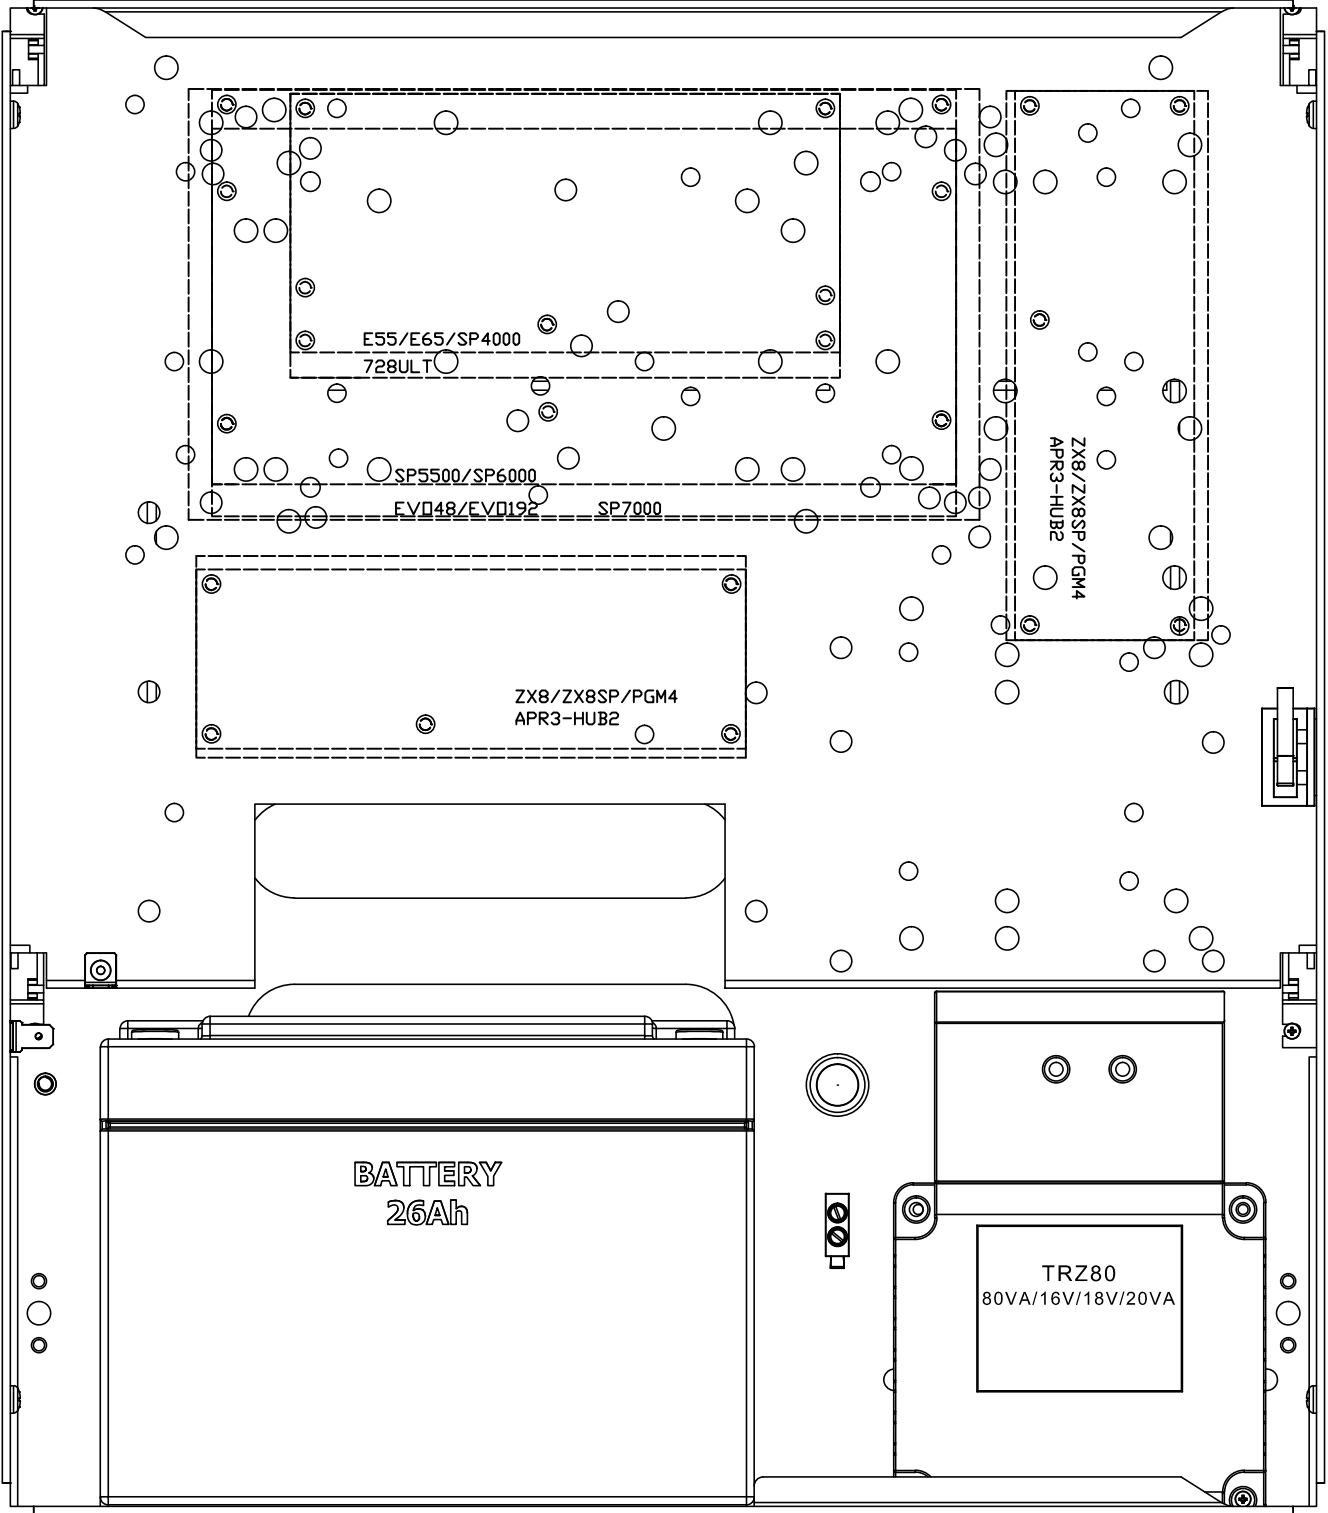 E55/E65/SP4000
728ULT
SP5500/SP6000
EVO48/EVO192 SP7000
ZX8/ZX8SP/PGM4
APR3-HUB2
ZX8/ZX8SP/PGM4
APR3-HUB2
BATTERY
26Ah
TRZ80
80VA/16V/18V/20VA